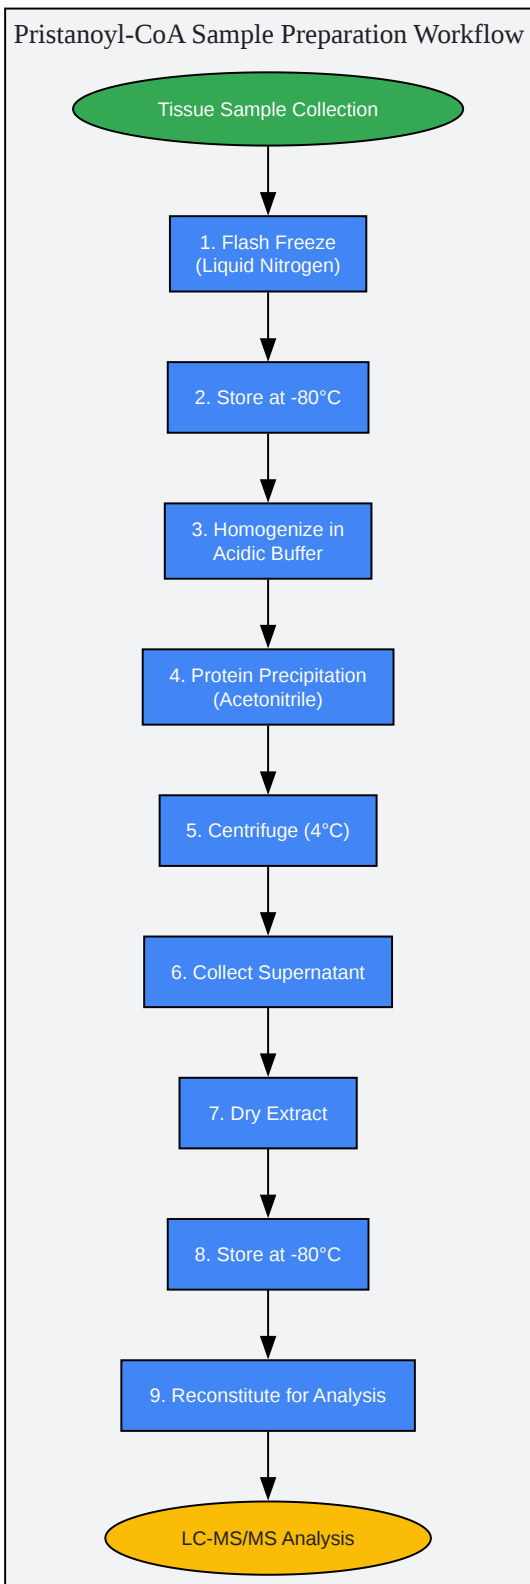 Pristanoyl-CoA Sample Preparation Workflow
Tissue Sample Collection
1. Flash Freeze
(Liquid Nitrogen)
2. Store at -80°C
3. Homogenize in
Acidic Buffer
4. Protein Precipitation
(Acetonitrile)
5. Centrifuge (4°C)
6. Collect Supernatant
7. Dry Extract
8. Store at -80°C
9. Reconstitute for Analysis
LC-MS/MS Analysis